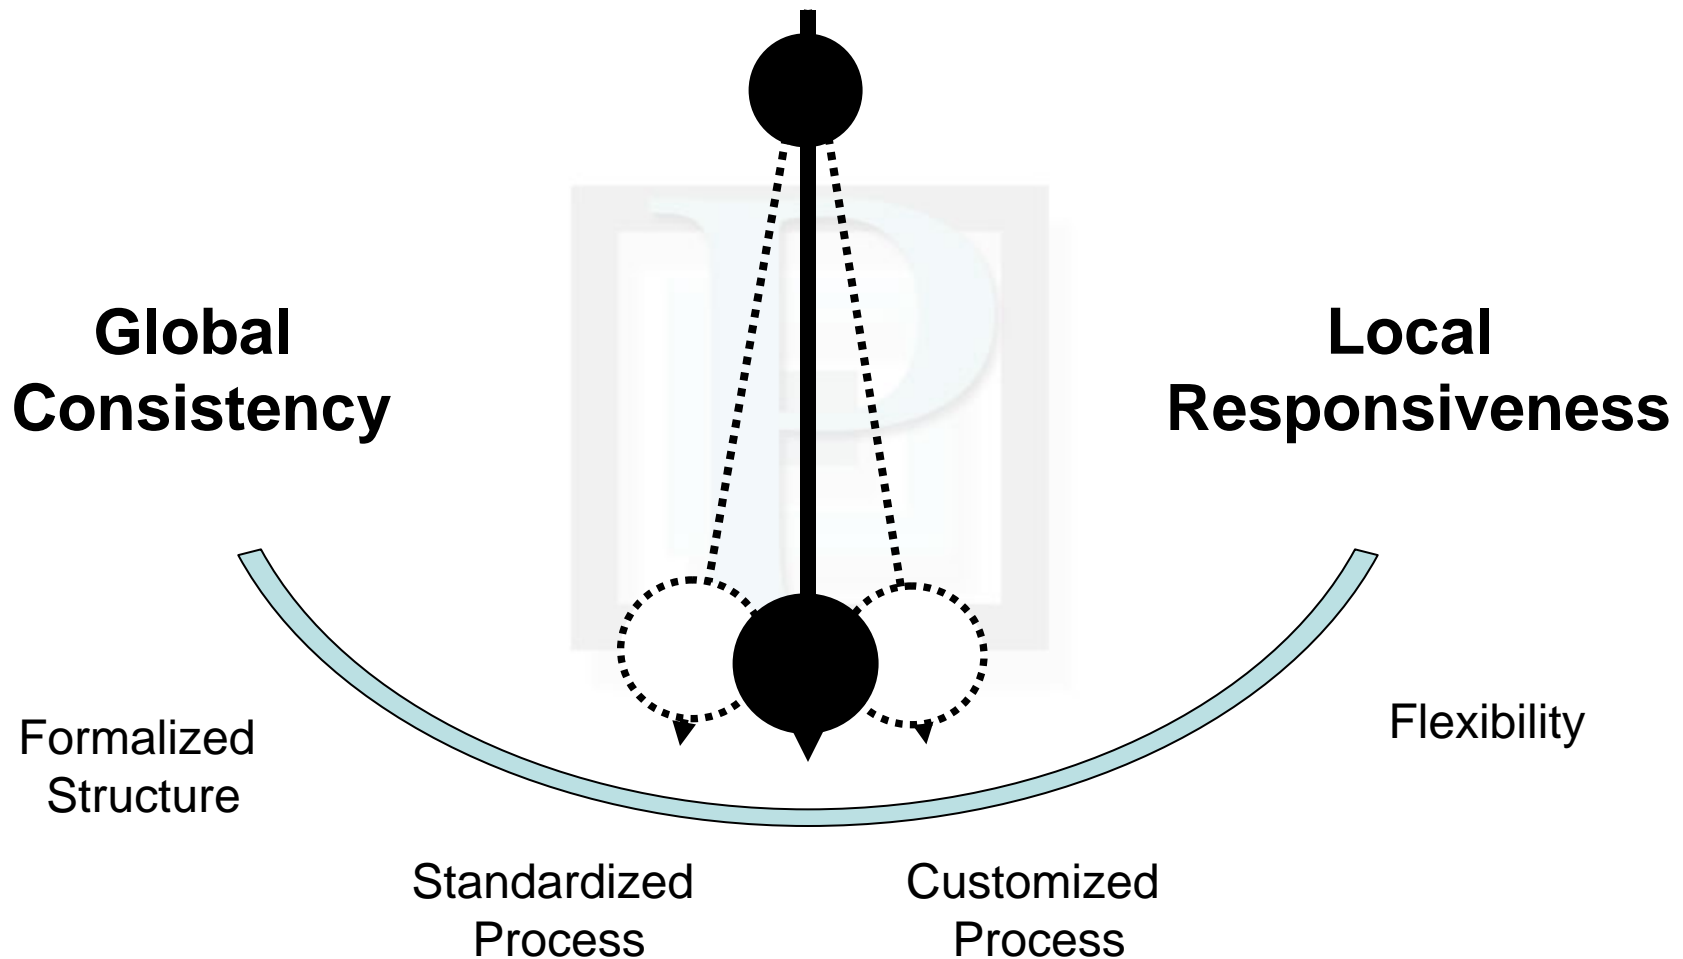 Global
Consistency
Local
Responsiveness
Formalized
Structure
Flexibility
Standardized
Process
Customized
Process
P